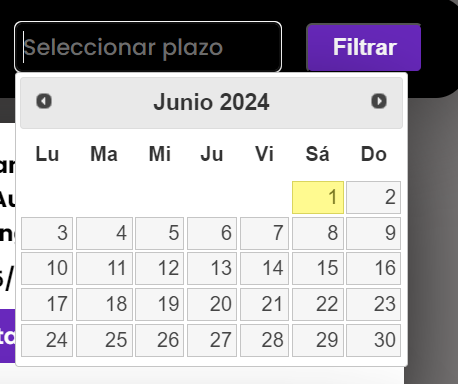 Seleccionar plazo Filtrar
Junio 2024
Lu Ma Mi Ju Vi Sá Do
1 2
3 4 5 6 7 8 9
10 11 12 13 14 15 16
17 18 19 20 21 22 23
24 25 26 27 28 29 30